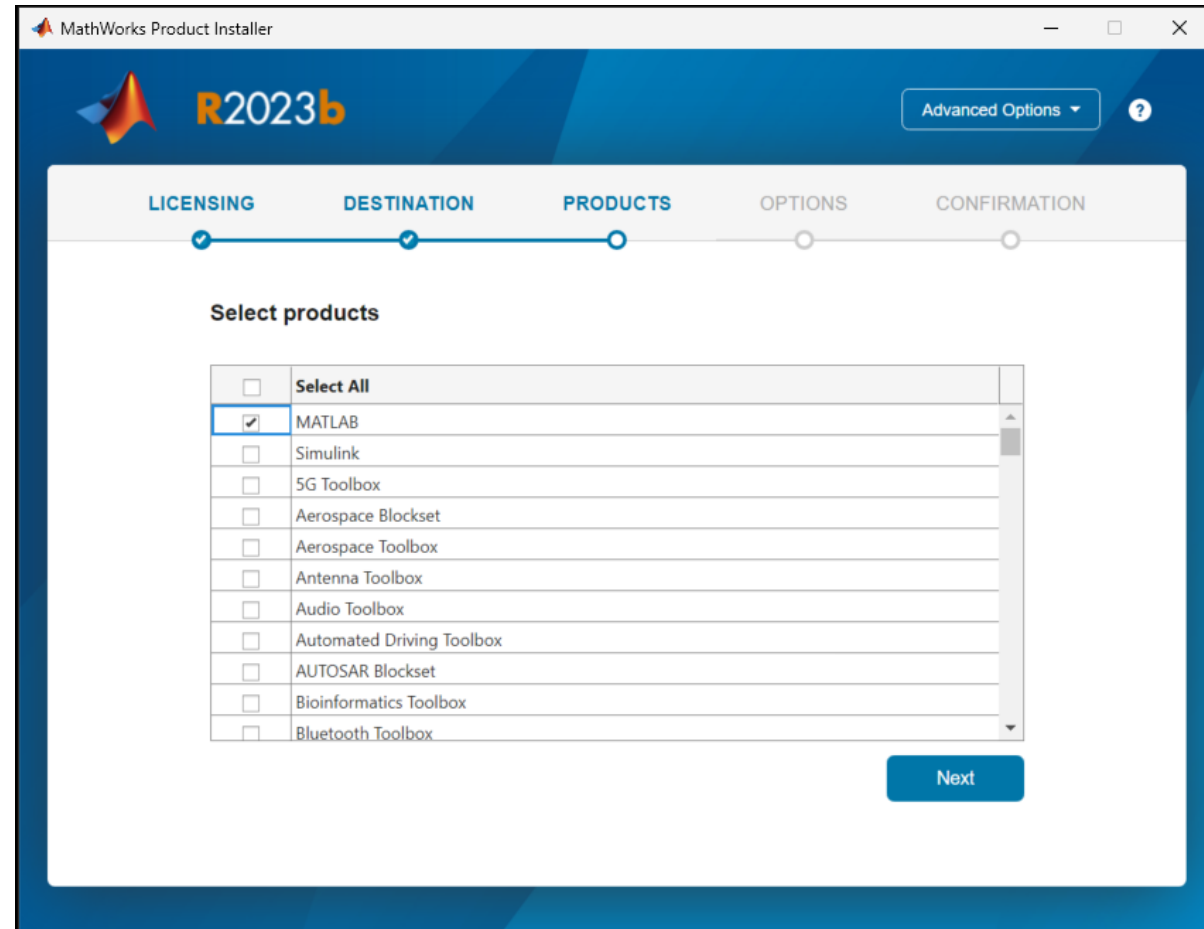 MathWorks Product Installer
R2023b
Advanced Options
?
LICENSING DESTINATION PRODUCTS OPTIONS CONFIRMATION
Select products
Select All
MATLAB
Simulink
5G Toolbox
Aerospace Blockset
Aerospace Toolbox
Antenna Toolbox
Audio Toolbox
Automated Driving Toolbox
AUTOSAR Blockset
Bioinformatics Toolbox
Bluetooth Toolbox
Next